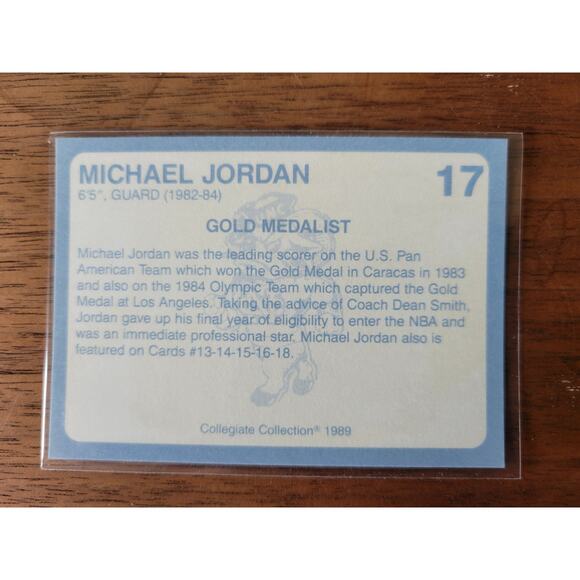 MICHAEL JORDAN
17
6'5", GUARD (1982-84)
GOLD MEDALIST
Michael Jordan was the leading scorer on the U.S. Pan
American Team which won the Gold Medal in Caracas in 1983
and also on the 1984 Olympic Team which captured the Gold
Medal at Los Angeles. Taking the advice of Coach Dean Smith,
Jordan gave up his final year of eligibility to enter the NBA and
was an immediate professional star. Michael Jordan also is
featured on Cards #13-14-15-16-18.
Collegiate Collection® 1989